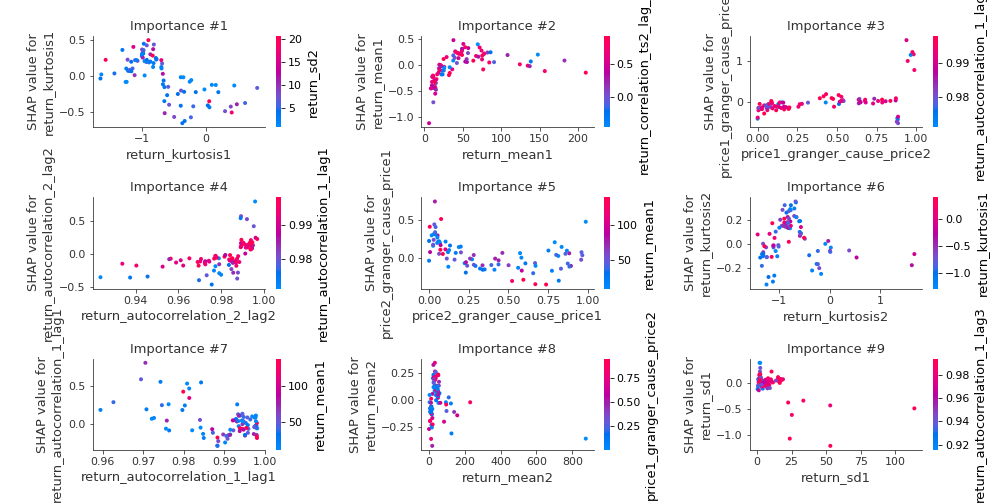 Importance #1
SHAP value for
return_kurtosis1
0.5
0.0
−0.5
−1
0
return_kurtosis1
20
15
10
5
return_sd2
Importance #2
SHAP value for
return_mean1
0.5
0.0
−0.5
−1.0
0
50
100
150
200
return_mean1
0.5
0.0
return_correlation_ts2_lag_
Importance #3
SHAP value for
price1_granger_cause_price
1
0
0.00
0.25
0.50
0.75
1.00
price1_granger_cause_price2
0.99
0.98
return_autocorrelation_1_lag
Importance #4
SHAP value for
return_autocorrelation_2_lag2
0.5
0.0
−0.5
0.94
0.96
0.98
1.00
return_autocorrelation_2_lag2
0.99
0.98
return_autocorrelation_1_lag1
Importance #5
SHAP value for
price2_granger_cause_price1
0.5
0.0
0.00
0.25
0.50
0.75
1.00
price2_granger_cause_price1
100
50
return_mean1
Importance #6
SHAP value for
return_kurtosis2
0.2
0.0
−0.2
−1
0
1
return_kurtosis2
0.0
−0.5
−1.0
return_autocorrelation_1_lag1
Importance #7
SHAP value for
return_autocorrelation_1_lag1
0.5
0.0
0.96
0.97
0.98
0.99
1.00
return_autocorrelation_1_lag1
100
50
return_mean1
Importance #8
SHAP value for
return_mean2
0.25
0.00
−0.25
0
200
400
600
800
return_mean2
0.75
0.50
0.25
price1_granger_cause_price2
Importance #9
SHAP value for
return_sd1
0.0
−0.5
−1.0
0
25
50
100
return_sd1
0.98
0.96
0.94
0.92
return_autocorrelation_1_lag3